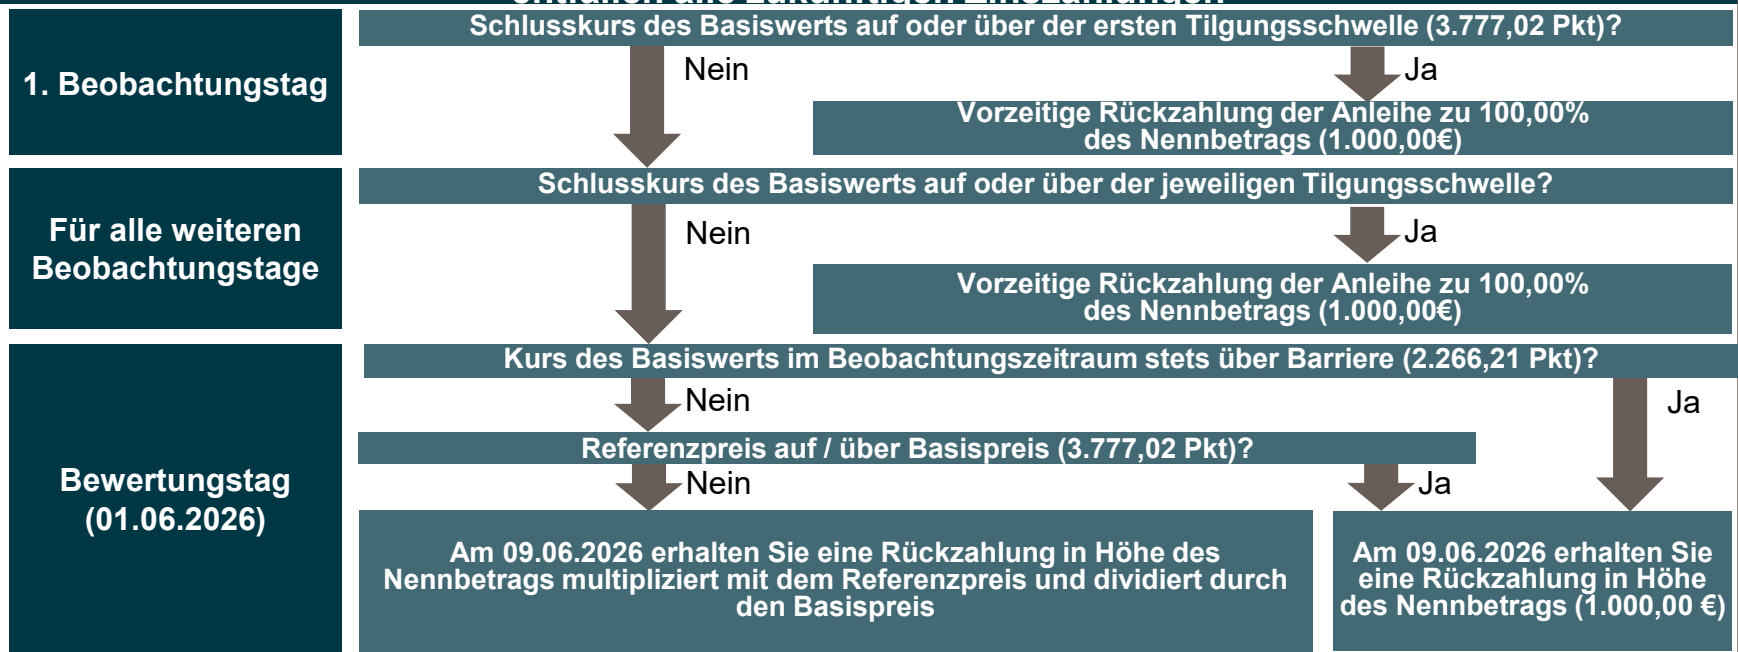 entfallen alle zukünftigen Zinszahlungen
1. Beobachtungstag
Schlusskurs des Basiswerts auf oder über der ersten Tilgungsschwelle (3.777,02 Pkt)?
Nein
Ja
Vorzeitige Rückzahlung der Anleihe zu 100,00%
des Nennbetrags (1.000,00€)
Für alle weiteren
Beobachtungstage
Schlusskurs des Basiswerts auf oder über der jeweiligen Tilgungsschwelle?
Nein
Ja
Vorzeitige Rückzahlung der Anleihe zu 100,00%
des Nennbetrags (1.000,00€)
Bewertungstag
(01.06.2026)
Kurs des Basiswerts im Beobachtungszeitraum stets über Barriere (2.266,21 Pkt)?
Nein
Ja
Referenzpreis auf / über Basispreis (3.777,02 Pkt)?
Nein
Ja
Am 09.06.2026 erhalten Sie eine Rückzahlung in Höhe des
Nennbetrags multipliziert mit dem Referenzpreis und dividiert durch
den Basispreis
Am 09.06.2026 erhalten Sie
eine Rückzahlung in Höhe
des Nennbetrags (1.000,00 €)